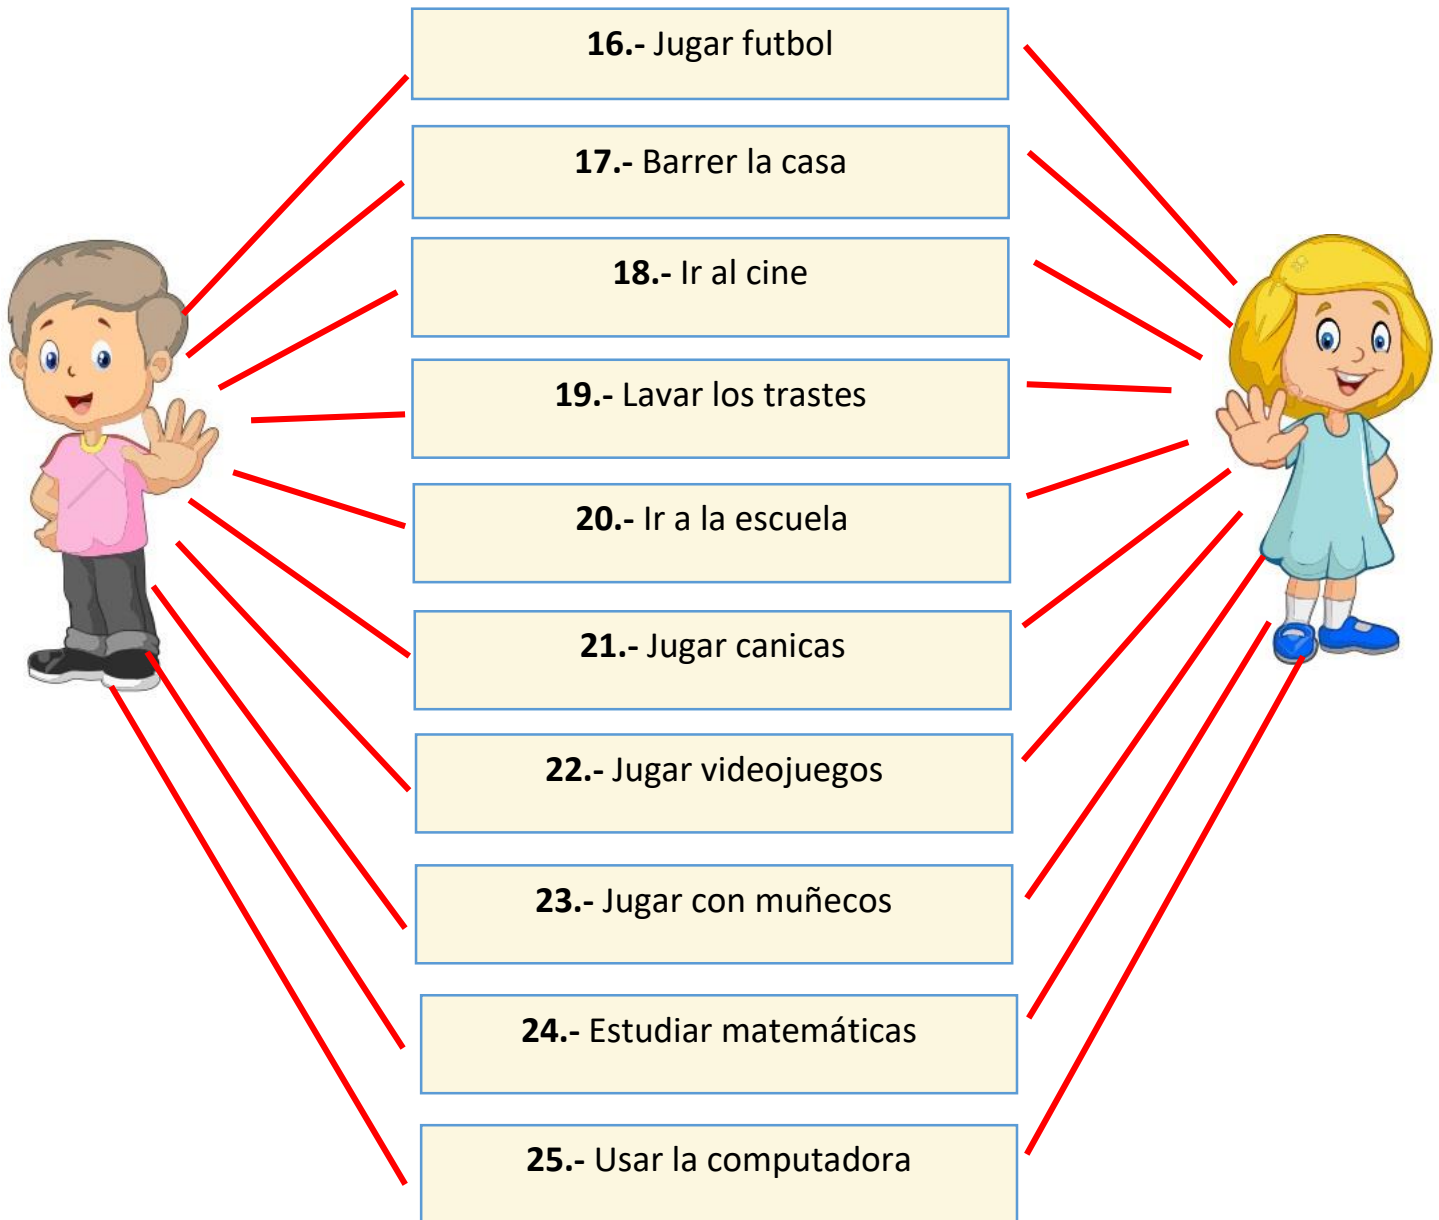 16.- Jugar futbol
17.- Barrer la casa
18.- Ir al cine
19.- Lavar los trastes
20.- Ir a la escuela
21.- Jugar canicas
22.- Jugar videojuegos
23.- Jugar con muñecos
24.- Estudiar matemáticas
25.- Usar la computadora